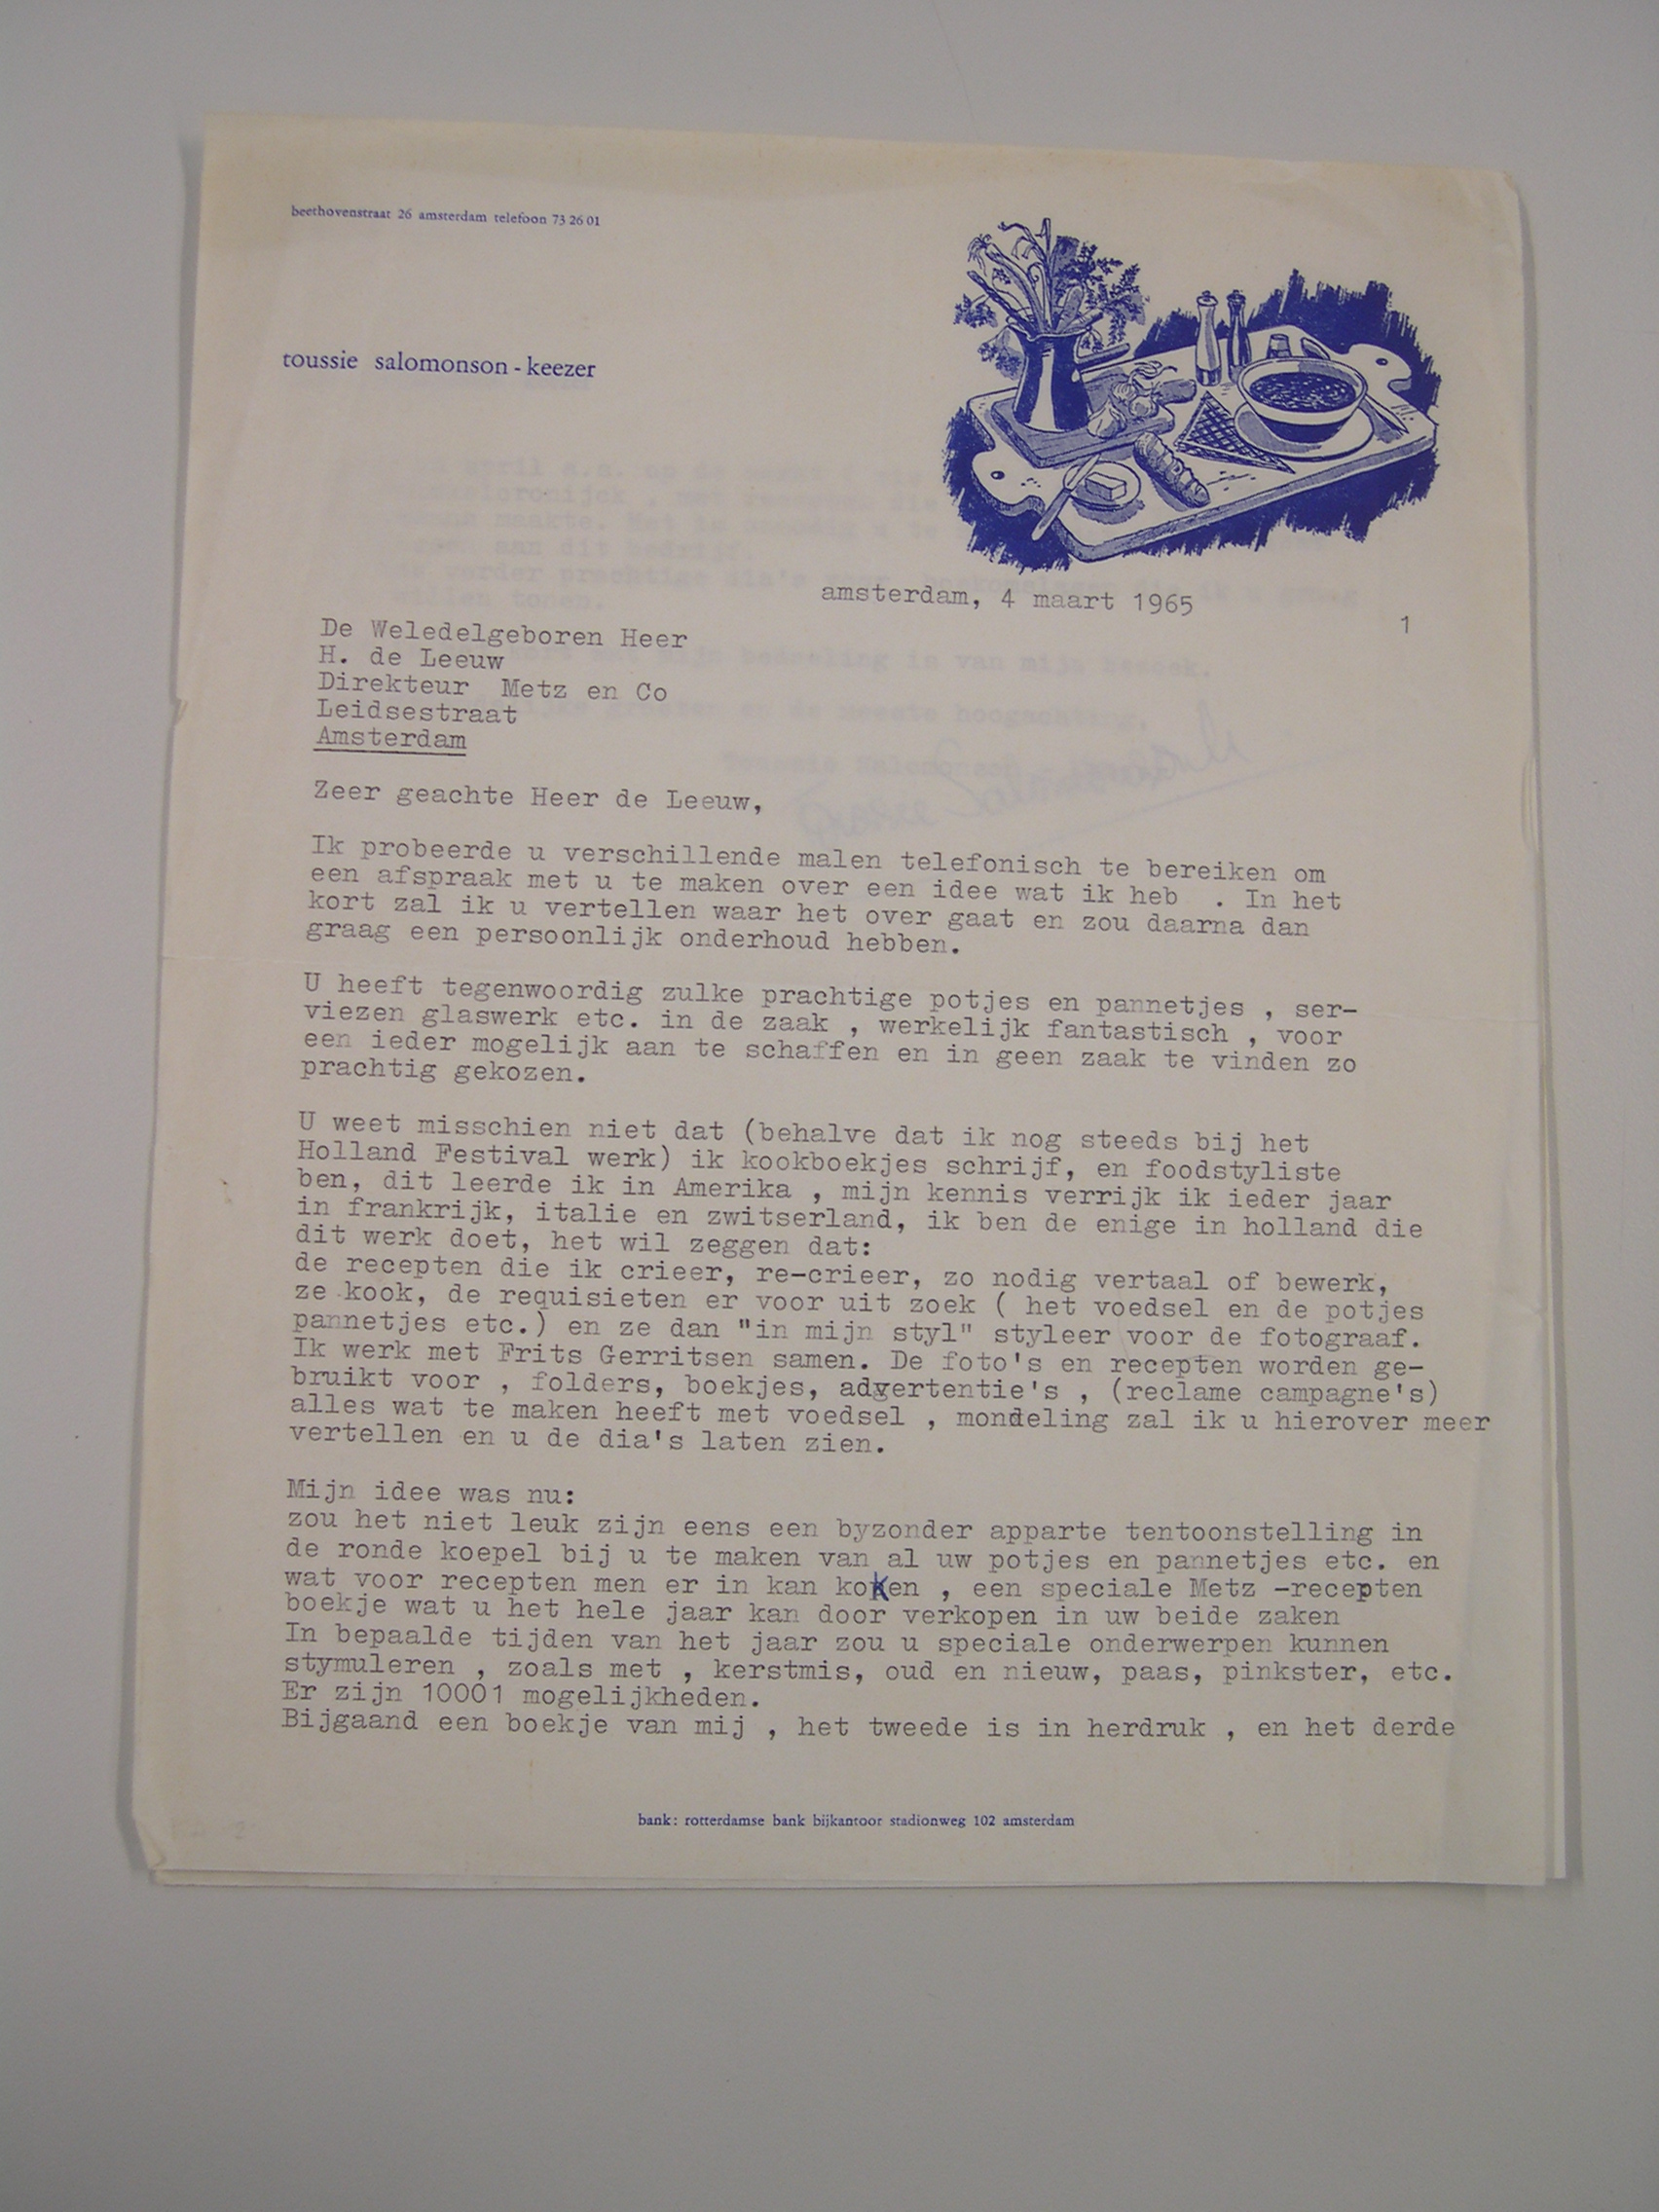 beethovenstraat 26 amsterdam telefoon 73 26 01
toussie salomonson - keezer
amsterdam, 4 maart 1965
1
De Weledelgeboren Heer
H. de Leeuw
Direkteur Metz en Co
Leidsestraat
Amsterdam
Zeer geachte Heer de Leeuw,
Ik probeerde u verschillende malen telefonisch te bereiken om
een afspraak met u te maken over een idee wat ik heb . In het
kort zal ik u vertellen waar het over gaat en zou daarna dan
graag een persoonlijk onderhoud hebben.
U heeft tegenwoordig zulke prachtige potjes en pannetjes , ser-
viezen glaswerk etc. in de zaak , werkelijk fantastisch , voor
een ieder mogelijk aan te schaffen en in geen zaak te vinden zo
prachtig gekozen.
U weet misschien niet dat (behalve dat ik nog steeds bij het
Holland Festival werk) ik kookboekjes schrijf, en foodstyliste
ben, dit leerde ik in Amerika , mijn kennis verrijk ik ieder jaar
in frankrijk, italie en zwitserland, ik ben de enige in holland die
dit werk doet, het wil zeggen dat:
de recepten die ik crieer, re-crieer, zo nodig vertaal of bewerk,
ze kook, de requisieten er voor uit zoek ( het voedsel en de potjes
pannetjes etc.) en ze dan "in mijn styl" styleer voor de fotograaf.
Ik werk met Frits Gerritsen samen. De foto's en recepten worden ge-
bruikt voor , folders, boekjes, advertentie's , (reclame campagne's)
alles wat te maken heeft met voedsel , mondeling zal ik u hierover meer
vertellen en u de dia's laten zien.
Mijn idee was nu:
zou het niet leuk zijn eens een byzonder apparte tentoonstelling in
de ronde koepel bij u te maken van al uw potjes en pannetjes etc. en
wat voor recepten men er in kan koken , een speciale Metz -recepten
boekje wat u het hele jaar kan door verkopen in uw beide zaken
In bepaalde tijden van het jaar zou u speciale onderwerpen kunnen
stymuleren , zoals met , kerstmis, oud en nieuw, paas, pinkster, etc.
Er zijn 10001 mogelijkheden.
Bijgaand een boekje van mij , het tweede is in herdruk , en het derde
bank: rotterdamse bank bijkantoor stadionweg 102 amsterdam